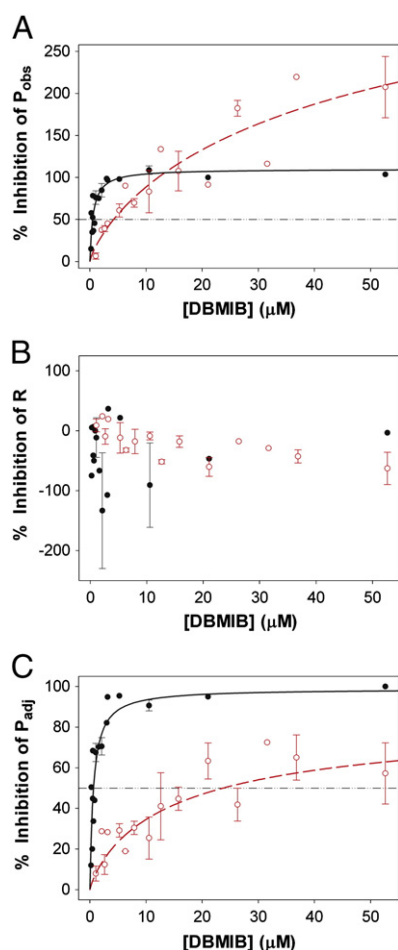 A
% Inhibition of Pobs
250
200
150
100
50
0
0 10 20 30 40 50
[DBMIB] (μM)
B
% Inhibition of R
100
0
-100
-200
0 10 20 30 40 50
[DBMIB] (μM)
C
% Inhibition of Padj
100
80
60
40
20
0
0 10 20 30 40 50
[DBMIB] (μM)